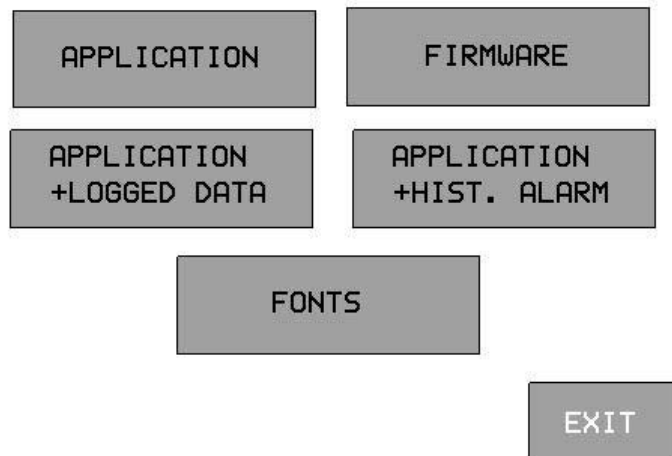 APPLICATION
FIRMWARE
APPLICATION
+LOGGED DATA
APPLICATION
+HIST. ALARM
FONTS
EXIT